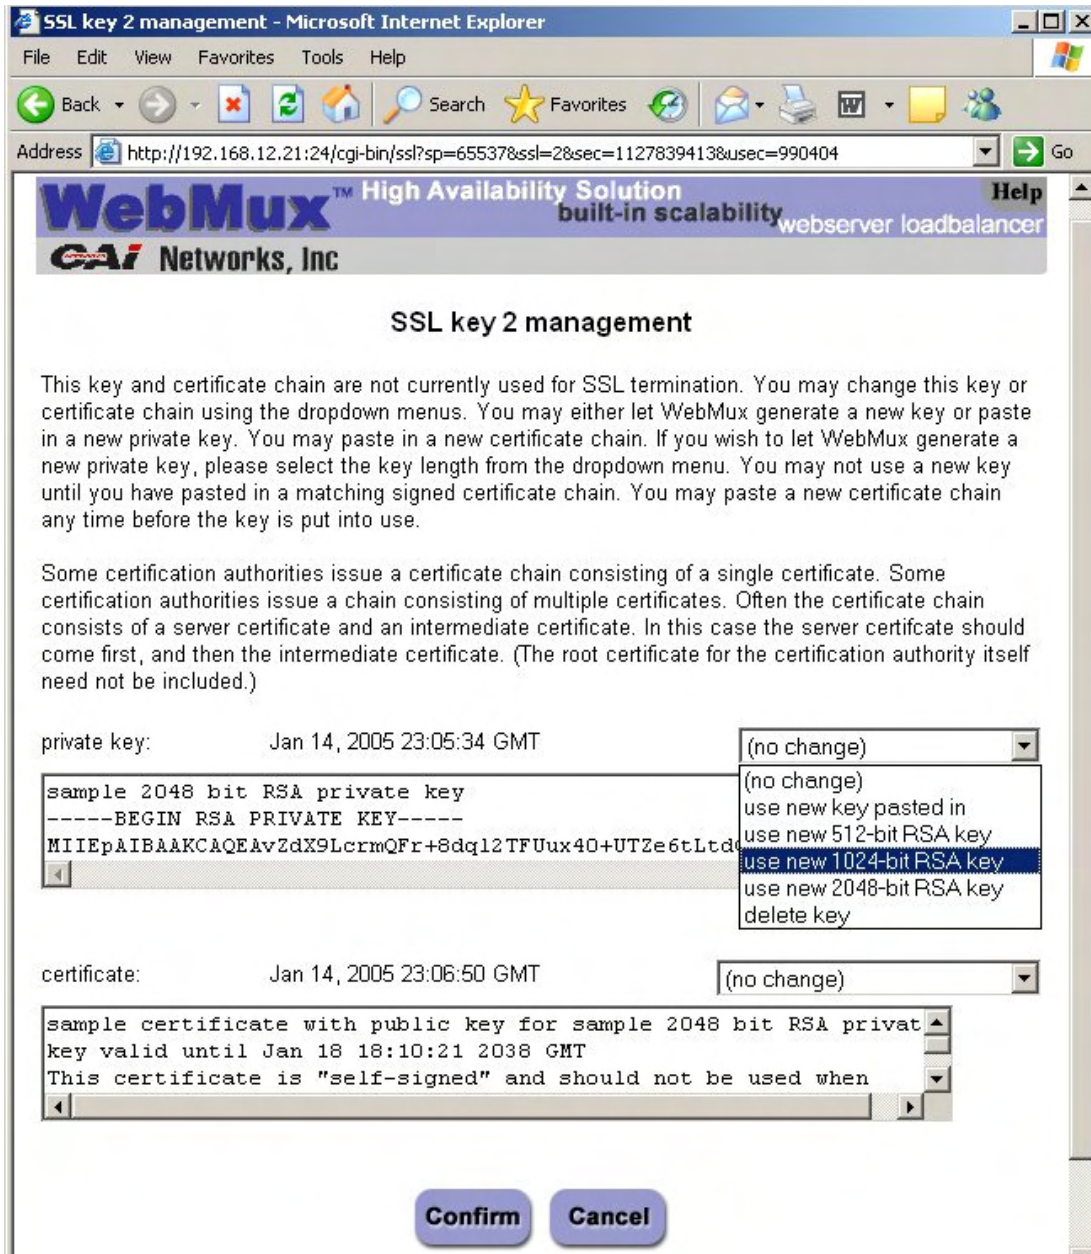 SSL key 2 management - Microsoft Internet Explorer
File Edit View Favorites Tools Help
Back Search Favorites
Address http://192.168.12.21:24/cgi-bin/ssl?sp=65537&ssl=2&sec=1127839413&usec=990404 Go
WebMux™ High Availability Solution Help
built-in scalability
webserver loadbalancer
CAI Networks, Inc
SSL key 2 management
This key and certificate chain are not currently used for SSL termination. You may change this key or
certificate chain using the dropdown menus. You may either let WebMux generate a new key or paste
in a new private key. You may paste in a new certificate chain. If you wish to let WebMux generate a
new private key, please select the key length from the dropdown menu. You may not use a new key
until you have pasted in a matching signed certificate chain. You may paste a new certificate chain
any time before the key is put into use.
Some certification authorities issue a certificate chain consisting of a single certificate. Some
certification authorities issue a chain consisting of multiple certificates. Often the certificate chain
consists of a server certificate and an intermediate certificate. In this case the server certifcate should
come first, and then the intermediate certificate. (The root certificate for the certification authority itself
need not be included.)
private key: Jan 14, 2005 23:05:34 GMT (no change)
(no change)
use new key pasted in
use new 512-bit RSA key
use new 1024-bit RSA key
use new 2048-bit RSA key
delete key
sample 2048 bit RSA private key
-----BEGIN RSA PRIVATE KEY-----
MIIEpAIBAAKCAQEAvZdX9LcrmQFr+8dql2TFUux4O+UTZe6tLtd
certificate: Jan 14, 2005 23:06:50 GMT (no change)
sample certificate with public key for sample 2048 bit RSA privat
key valid until Jan 18 18:10:21 2038 GMT
This certificate is "self-signed" and should not be used when
Confirm Cancel